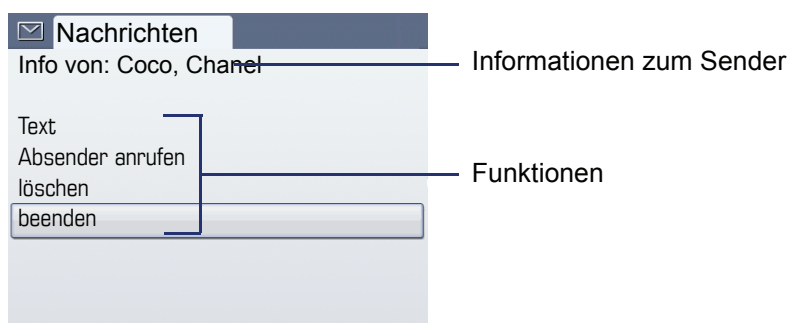 Nachrichten
Info von: Coco, Chanel
Informationen zum Sender
Text
Absender anrufen
Funktionen
löschen
beenden